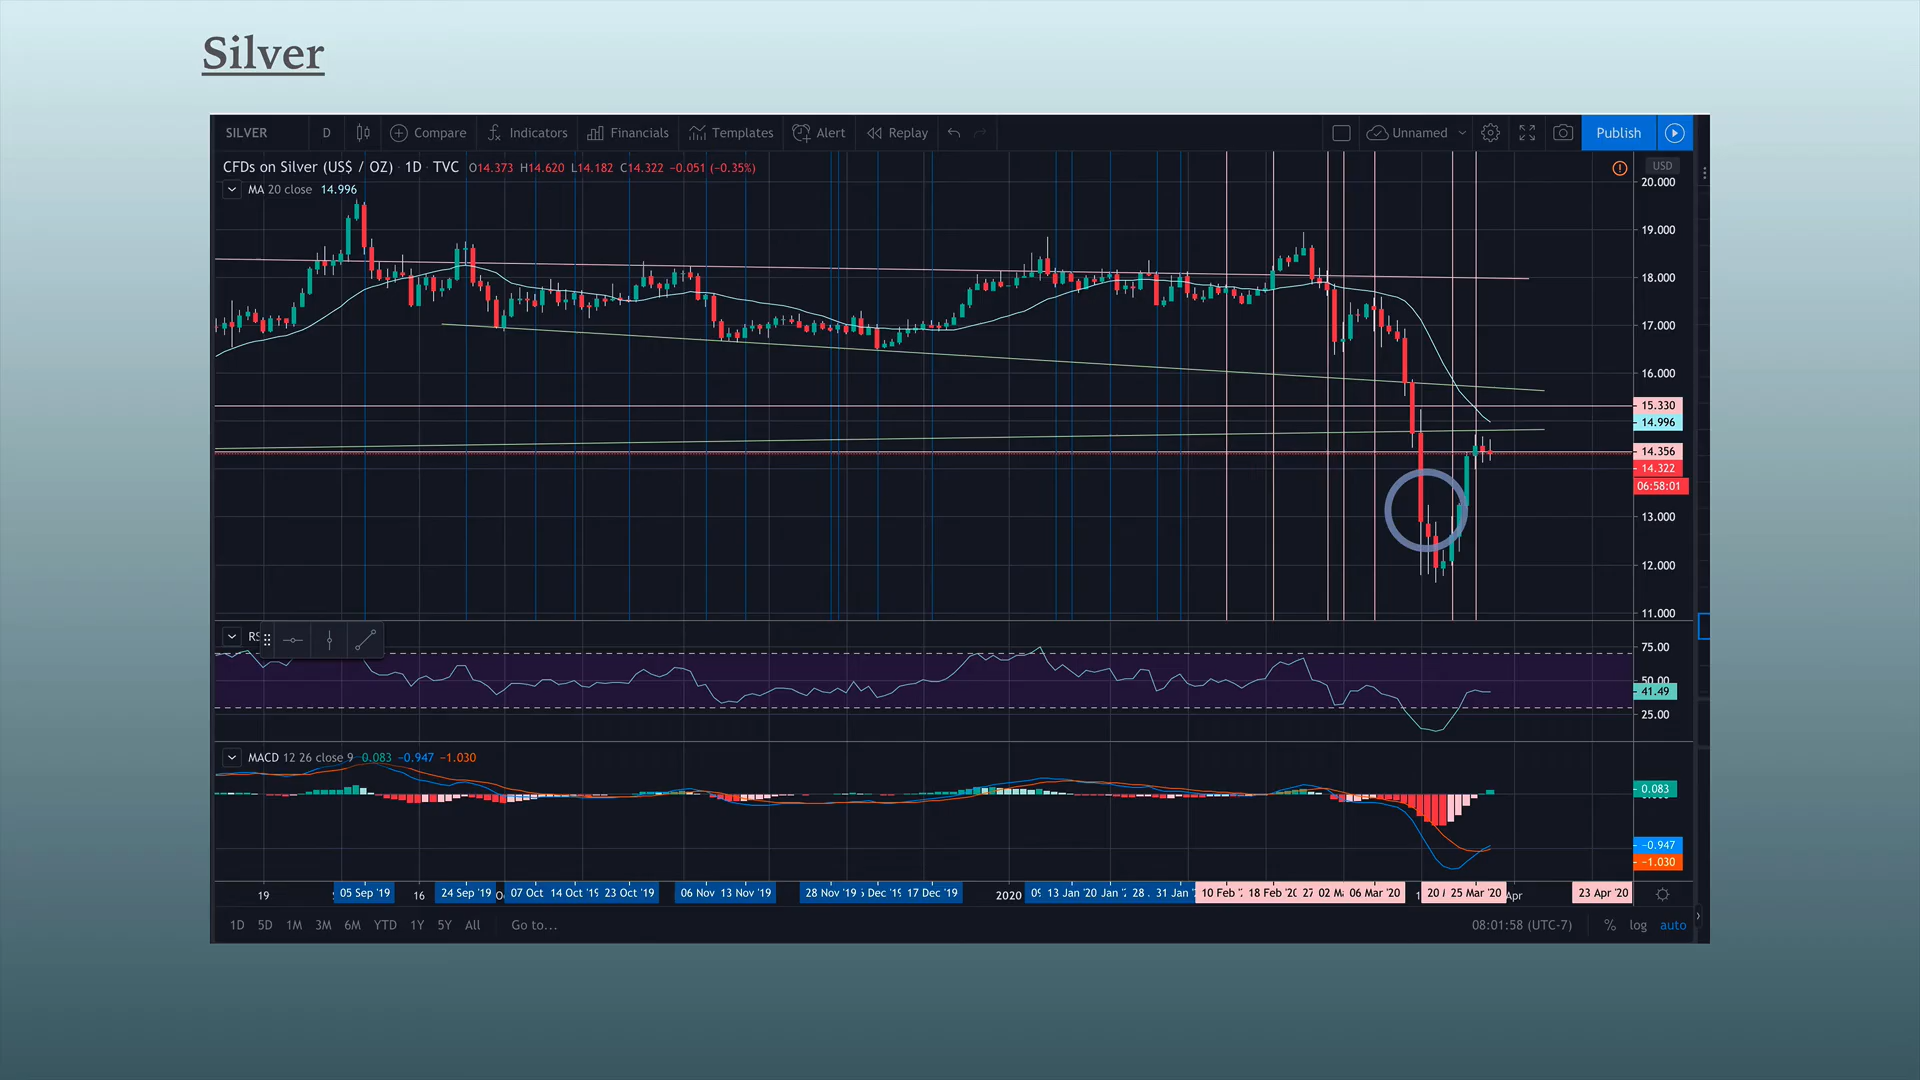 Silver
SILVER D Compare Indicators Financials Templates Alert Replay Unnamed Publish
CFDs on Silver (US$ / OZ) · 1D · TVC O14.373 H14.620 L14.182 C14.322 −0.051 (−0.35%)
USD
MA 20 close 14.996
20.000
19.000
18.000
17.000
16.000
15.330
14.996
14.356
14.322
06:58:01
13.000
12.000
11.000
RS
75.00
50.00
41.49
25.00
MACD 12 26 close 9 0.083 −0.947 −1.030
0.083
−0.947
−1.030
19 05 Sep '19 16 24 Sep '19 07 Oct 14 Oct '19 23 Oct '19 06 Nov 13 Nov '19 28 Nov '19 Dec '19 17 Dec '19 2020 13 Jan '20 Jan 28 31 Jan 10 Feb 18 Feb '20 27 02 M 06 Mar '20 20 25 Mar '20 Apr 23 Apr '20
1D 5D 1M 3M 6M YTD 1Y 5Y All Go to... 08:01:58 (UTC-7) % log auto